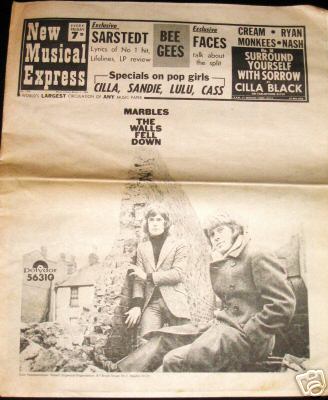 New
Musical
Express
EVERY
FRIDAY
7D
Exclusive
SARSTEDT
Lyrics of No 1 hit,
Lifelines, LP review
BEE
GEES
Exclusive
FACES
talk about
the split
CREAM • RYAN
MONKEES • NASH
SURROUND
YOURSELF
WITH SORROW
CILLA BLACK
Specials on pop girls
CILLA, SANDIE, LULU, CASS
WORLD'S LARGEST CIRCULATION OF ANY MUSIC PAPER
MARBLES
THE
WALLS
FELL
DOWN
Polydor
56310
eBay